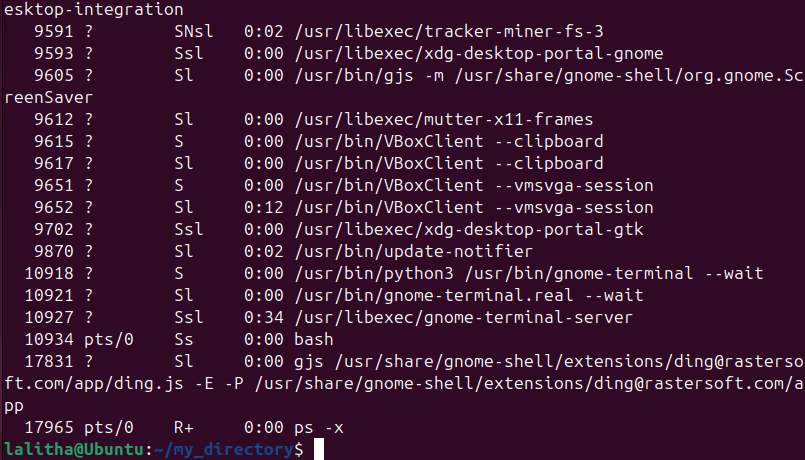 esktop-integration
   9591 ?        SNsl   0:02 /usr/libexec/tracker-miner-fs-3
   9593 ?        Ssl    0:00 /usr/libexec/xdg-desktop-portal-gnome
   9605 ?        Sl     0:00 /usr/bin/gjs -m /usr/share/gnome-shell/org.gnome.Sc
reenSaver
   9612 ?        Sl     0:00 /usr/libexec/mutter-x11-frames
   9615 ?        S      0:00 /usr/bin/VBoxClient --clipboard
   9617 ?        Sl     0:00 /usr/bin/VBoxClient --clipboard
   9651 ?        S      0:00 /usr/bin/VBoxClient --vmsvga-session
   9652 ?        Sl     0:12 /usr/bin/VBoxClient --vmsvga-session
   9702 ?        Ssl    0:00 /usr/libexec/xdg-desktop-portal-gtk
   9870 ?        Sl     0:02 /usr/bin/update-notifier
  10918 ?        S      0:00 /usr/bin/python3 /usr/bin/gnome-terminal --wait
  10921 ?        Sl     0:00 /usr/bin/gnome-terminal.real --wait
  10927 ?        Ssl    0:34 /usr/libexec/gnome-terminal-server
  10934 pts/0    Ss     0:00 bash
  17831 ?        Sl     0:00 gjs /usr/share/gnome-shell/extensions/ding@rasterso
ft.com/app/ding.js -E -P /usr/share/gnome-shell/extensions/ding@rastersoft.com/a
pp
  17965 pts/0    R+     0:00 ps -x
lalitha@Ubuntu:~/my_directory$